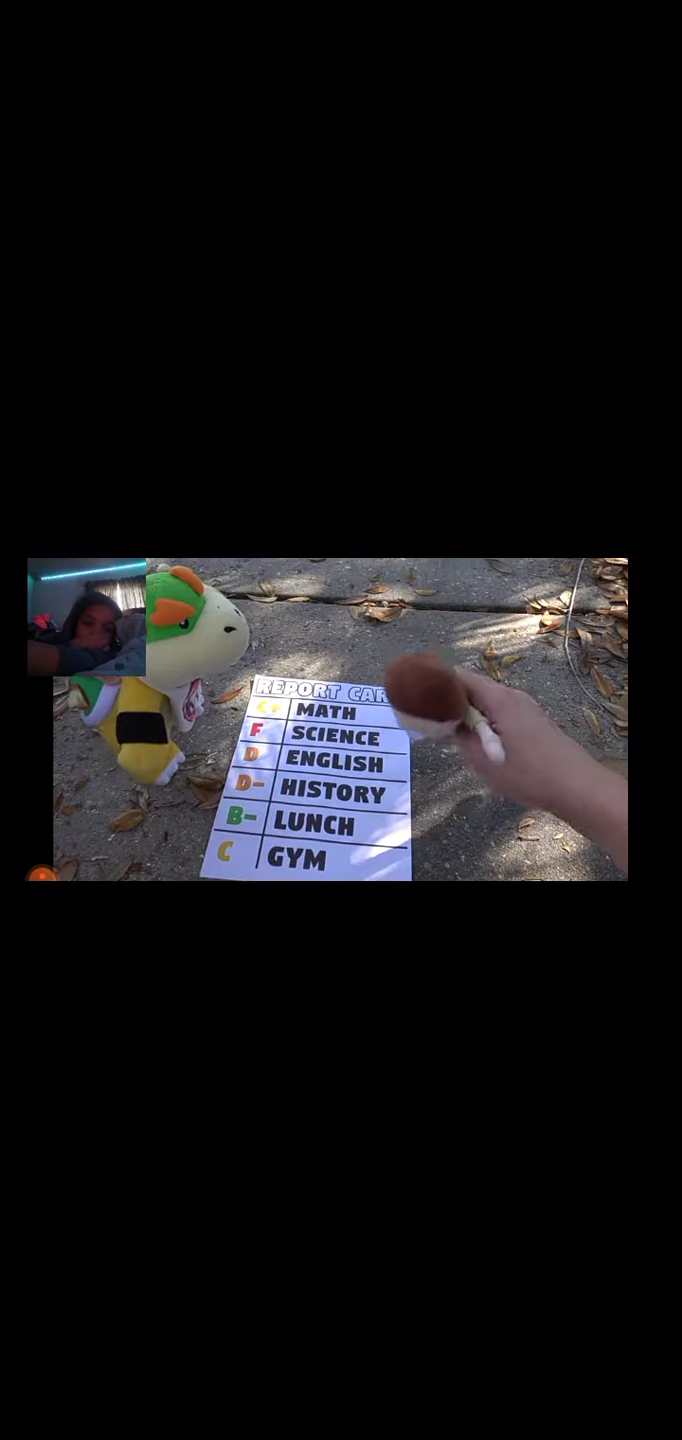 REPORT CAR
C+ MATH
F SCIENCE
D ENGLISH
D- HISTORY
B- LUNCH
C GYM